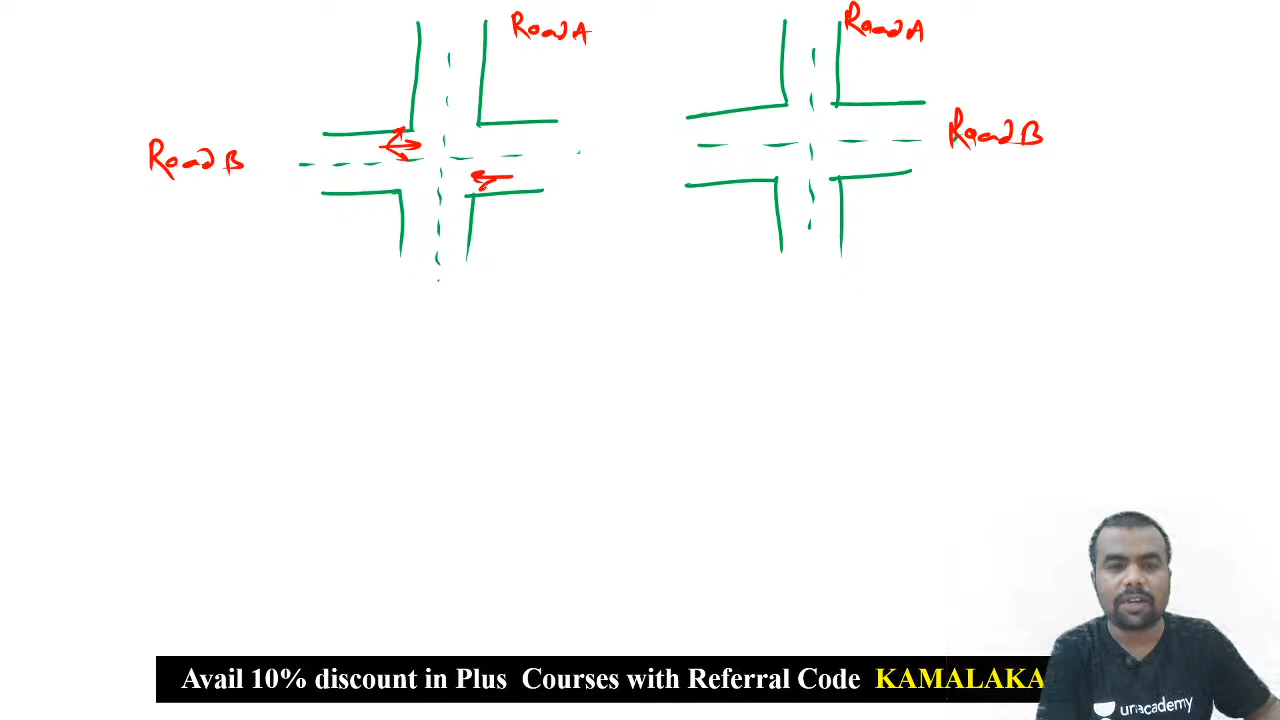 Road A
Road A
Road B
Road B
Avail 10% discount in Plus Courses with Referral Code KAMALAKA
unacademy